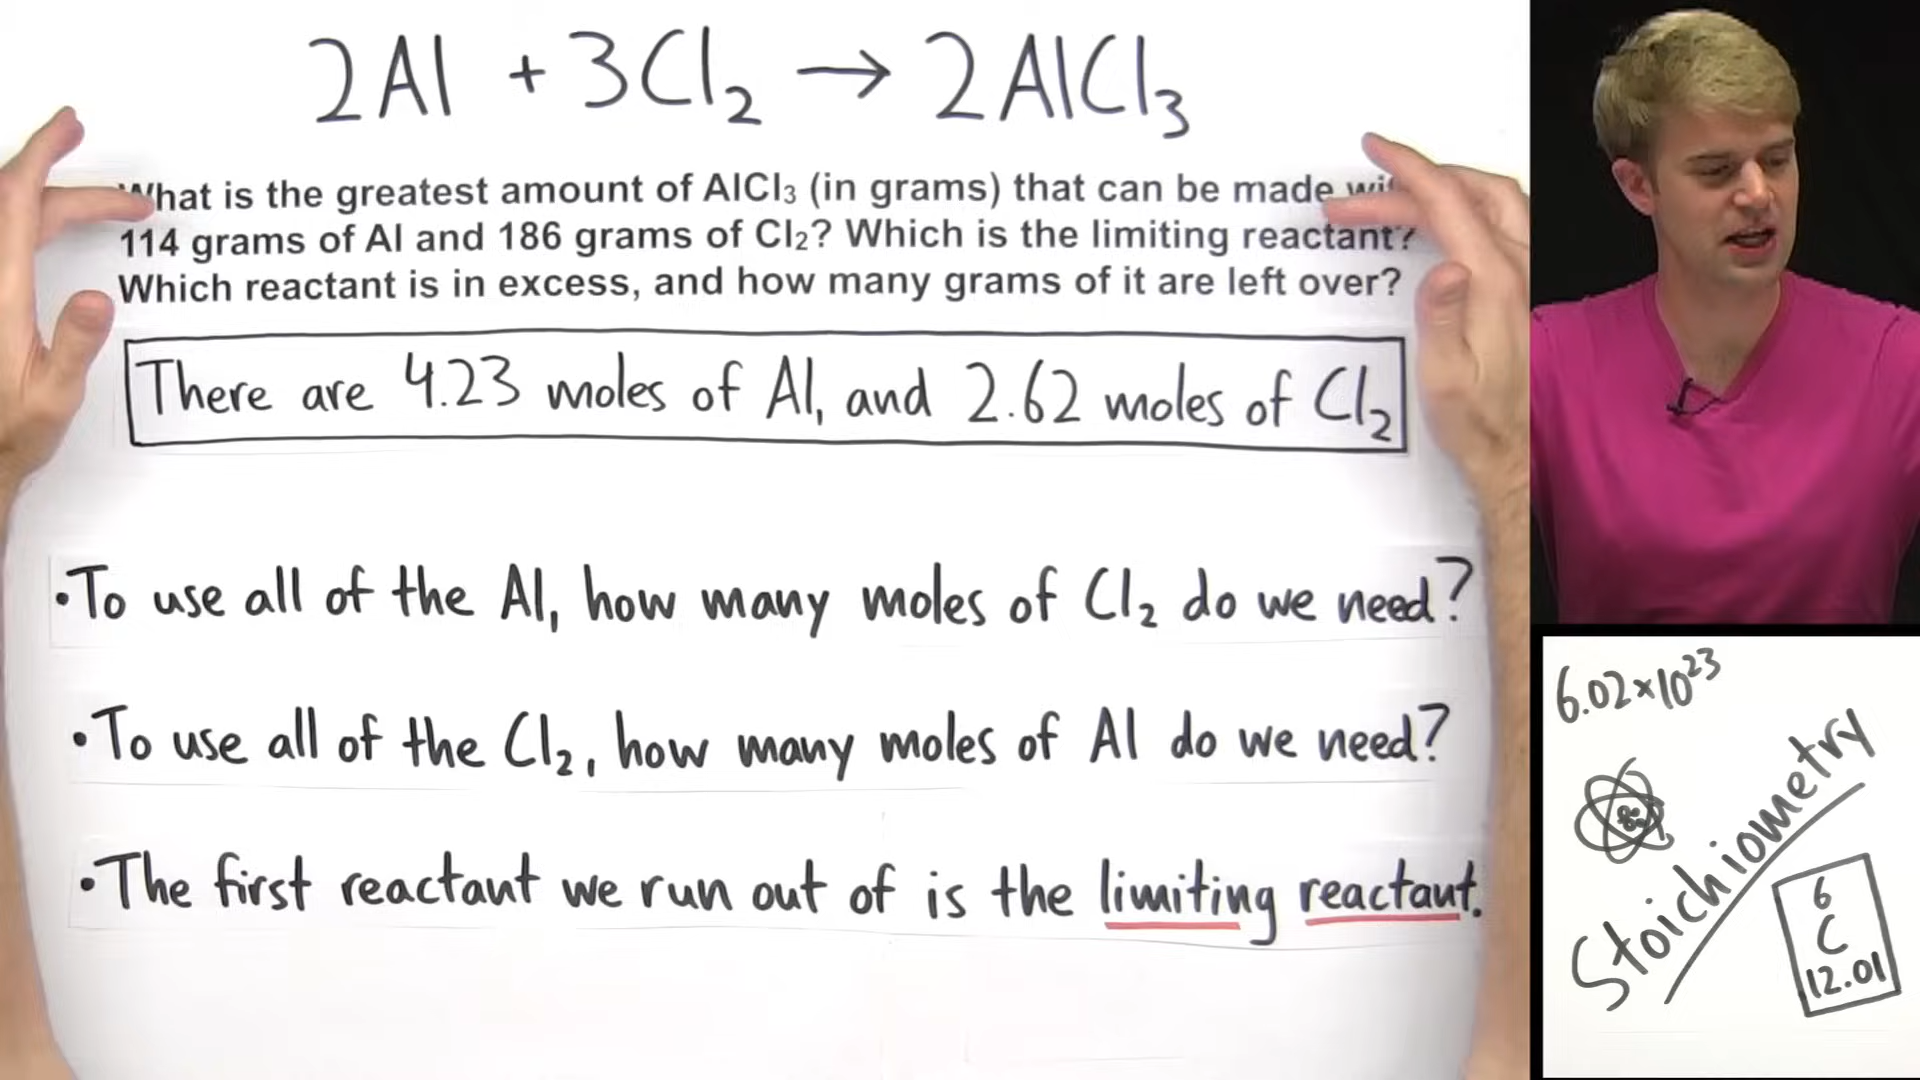 2Al + 3Cl₂ → 2AlCl₃
What is the greatest amount of AlCl₃ (in grams) that can be made
114 grams of Al and 186 grams of Cl₂? Which is the limiting reactant?
Which reactant is in excess, and how many grams of it are left over?
There are 4.23 moles of Al, and 2.62 moles of Cl₂
•To use all of the Al, how many moles of Cl₂ do we need?
•To use all of the Cl₂, how many moles of Al do we need?
•The first reactant we run out of is the limiting reactant.
6.02×10²³
Stoichiometry
6
C
12.01